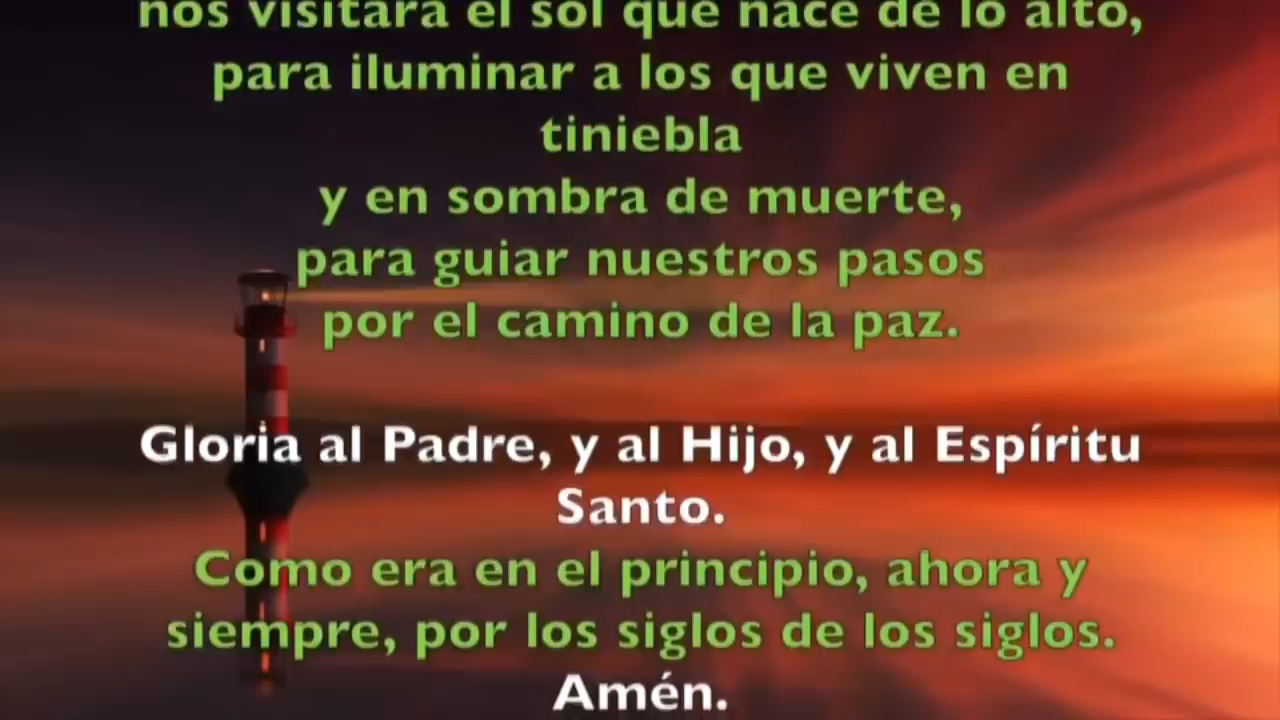 nos visitará el sol que nace de lo alto,
para iluminar a los que viven en
tiniebla
y en sombra de muerte,
para guiar nuestros pasos
por el camino de la paz.
Gloria al Padre, y al Hijo, y al Espíritu
Santo.
Como era en el principio, ahora y
siempre, por los siglos de los siglos.
Amén.